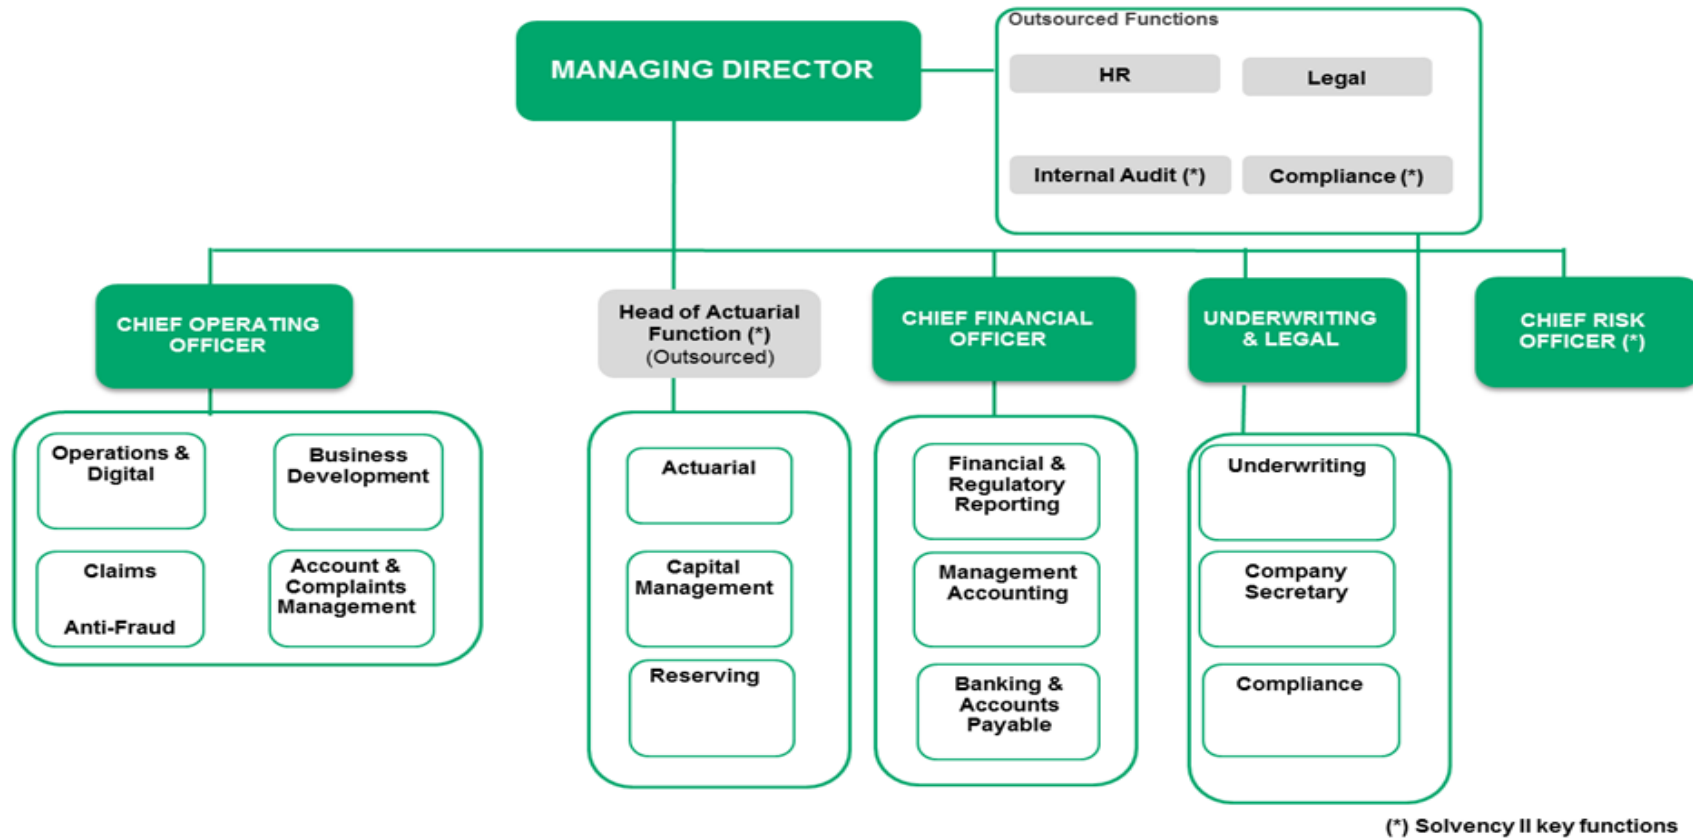 MANAGING DIRECTOR
Outsourced Functions
HR
Legal
Internal Audit (*)
Compliance (*)
CHIEF OPERATING
OFFICER
Head of Actuarial
Function (*)
(Outsourced)
CHIEF FINANCIAL
OFFICER
UNDERWRITING
& LEGAL
CHIEF RISK
OFFICER (*)
Operations &
Digital
Business
Development
Claims
Anti-Fraud
Account &
Complaints
Management
Actuarial
Capital
Management
Reserving
Financial &
Regulatory
Reporting
Management
Accounting
Banking &
Accounts
Payable
Underwriting
Company
Secretary
Compliance
(*) Solvency II key functions